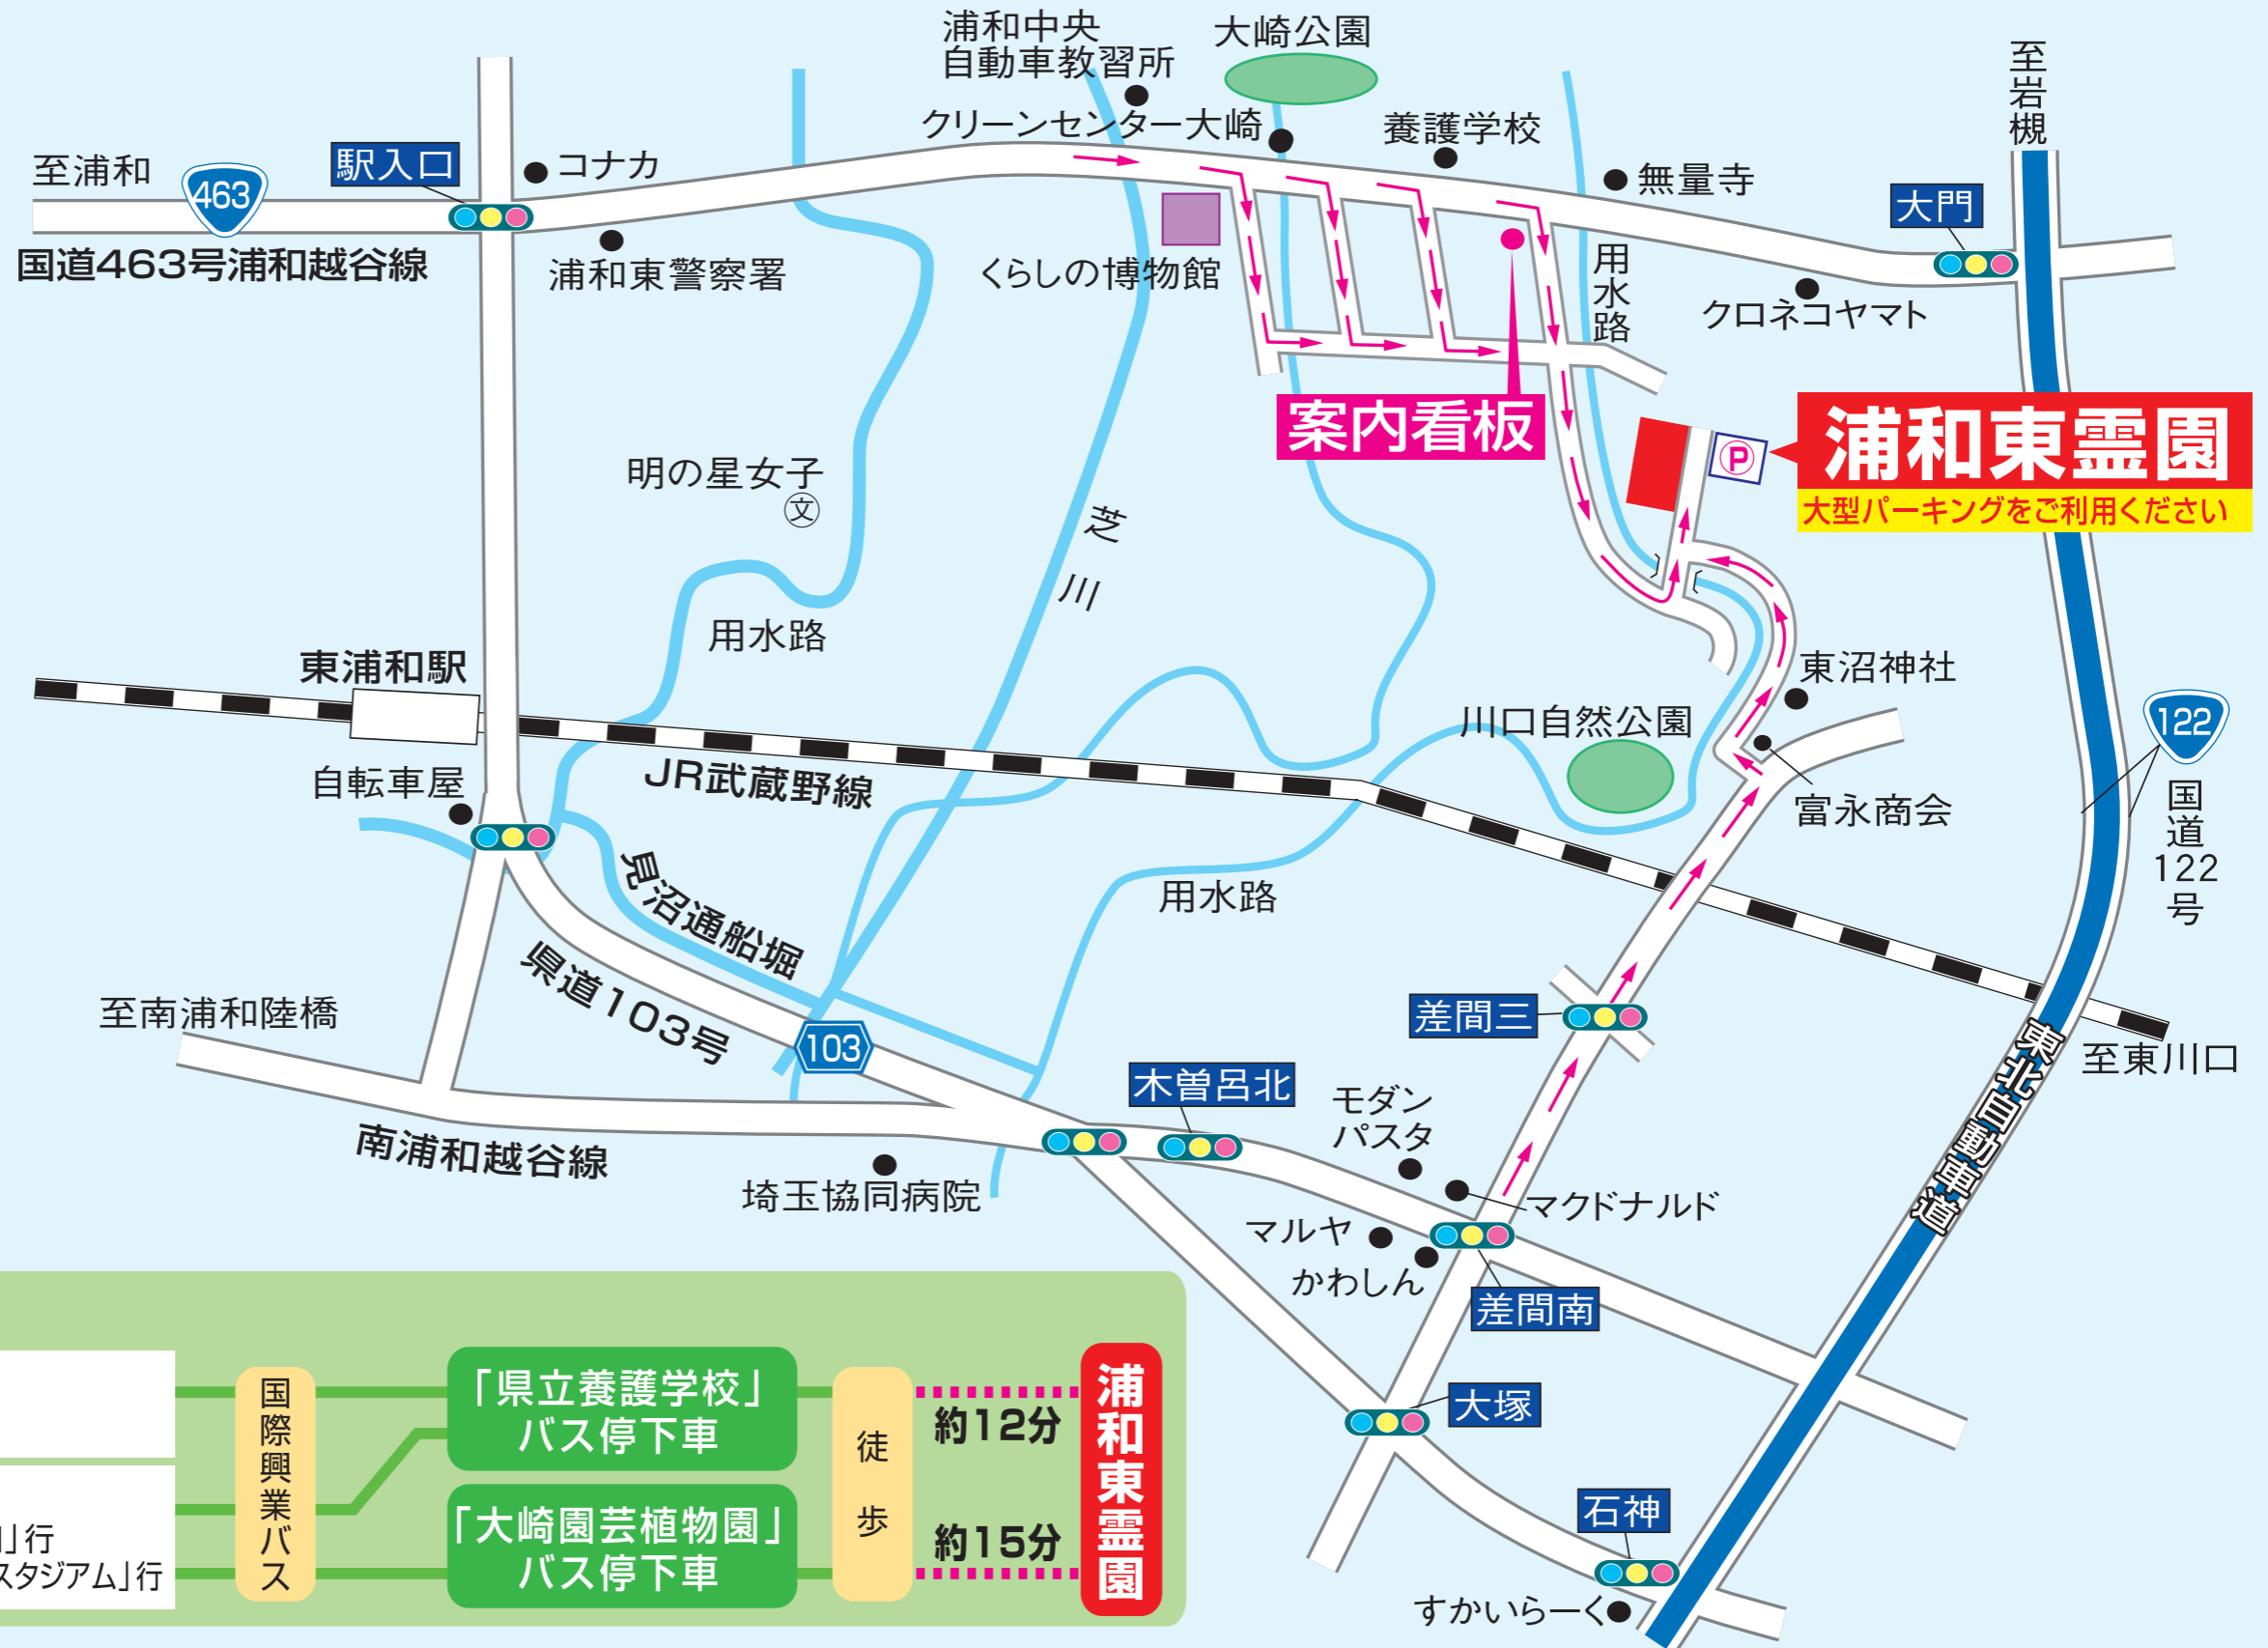 浦和中央
自動車教習所
大崎公園
至岩槻
クリーンセンター大崎
養護学校
至浦和
463
駅入口
コナカ
無量寺
大門
国道463号浦和越谷線
浦和東警察署
くらしの博物館
用水路
クロネコヤマト
案内看板
浦和東霊園
P
大型パーキングをご利用ください
明の星女子
文
芝川
用水路
東浦和駅
東沼神社
川口自然公園
122
国道122号
自転車屋
JR武蔵野線
富永商会
見沼通船堀
用水路
県道103号
103
至南浦和陸橋
差間三
東北自動車道
至東川口
木曽呂北
モダン
パスタ
南浦和越谷線
埼玉協同病院
マクドナルド
マルヤ
かわしん
差間南
大塚
石神
すかいらーく
国際興業バス
「県立養護学校」
バス停下車
徒歩
約12分
浦和東霊園
」行
スタジアム」行
「大崎園芸植物園」
バス停下車
約15分